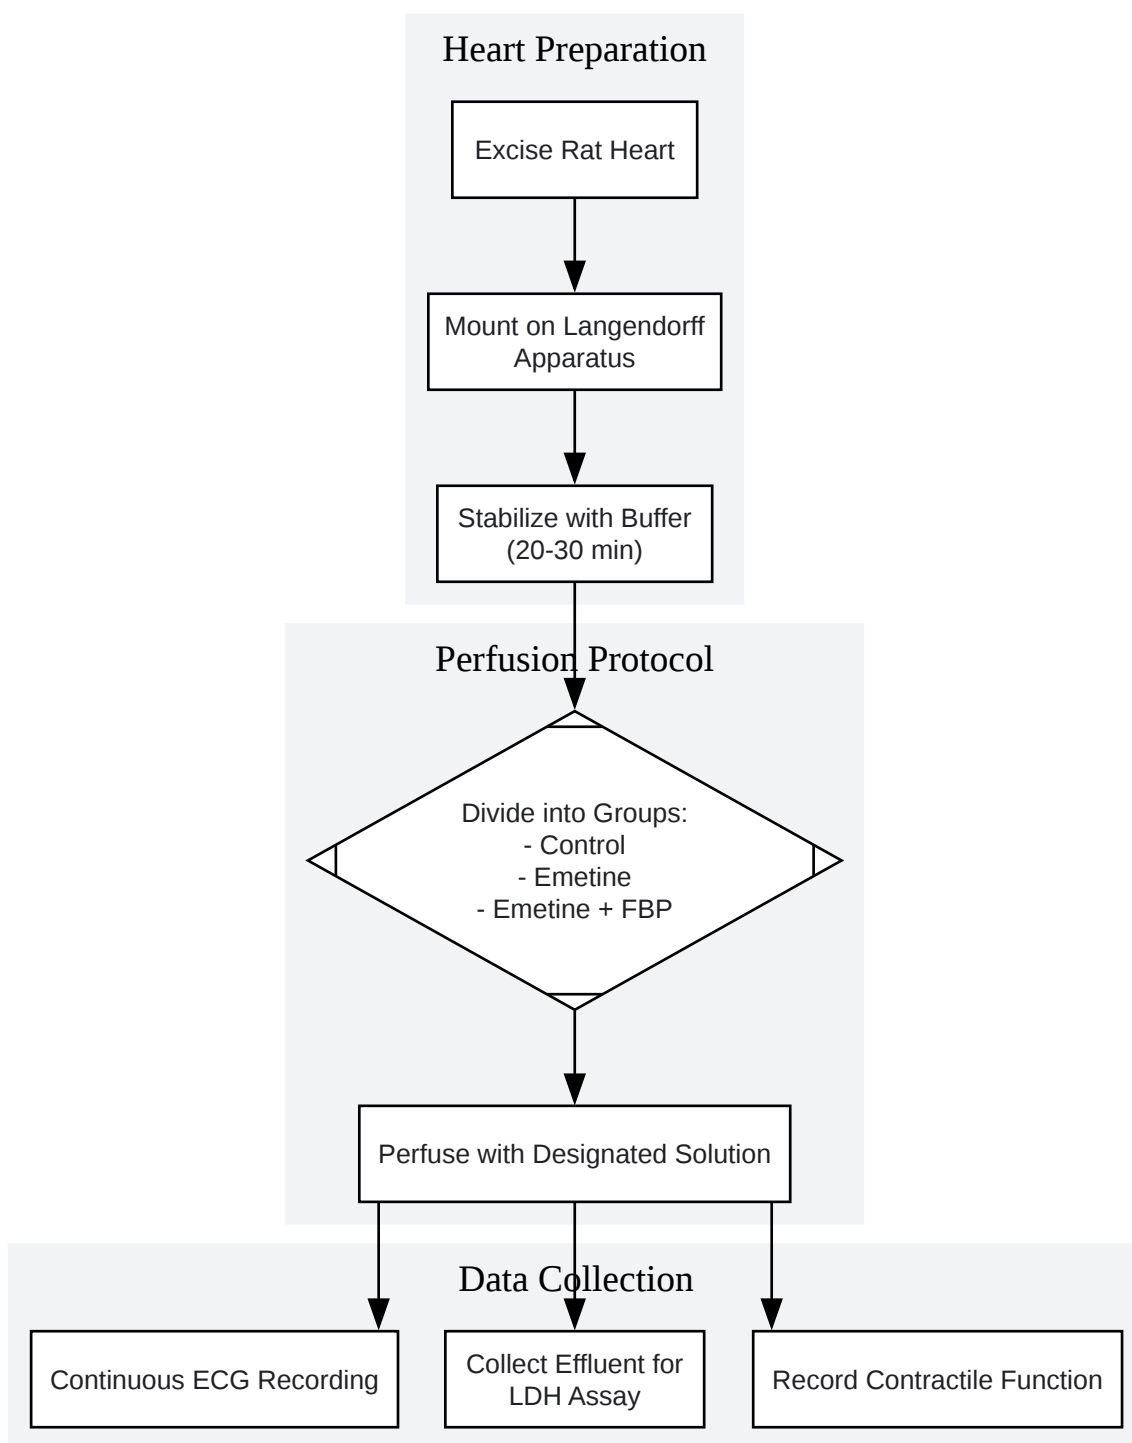 Heart Preparation
Excise Rat Heart
Mount on Langendorff
Apparatus
Stabilize with Buffer
(20-30 min)
Perfusion Protocol
Divide into Groups:
- Control
- Emetine
- Emetine + FBP
Perfuse with Designated Solution
Data Collection
Continuous ECG Recording
Collect Effluent for
LDH Assay
Record Contractile Function